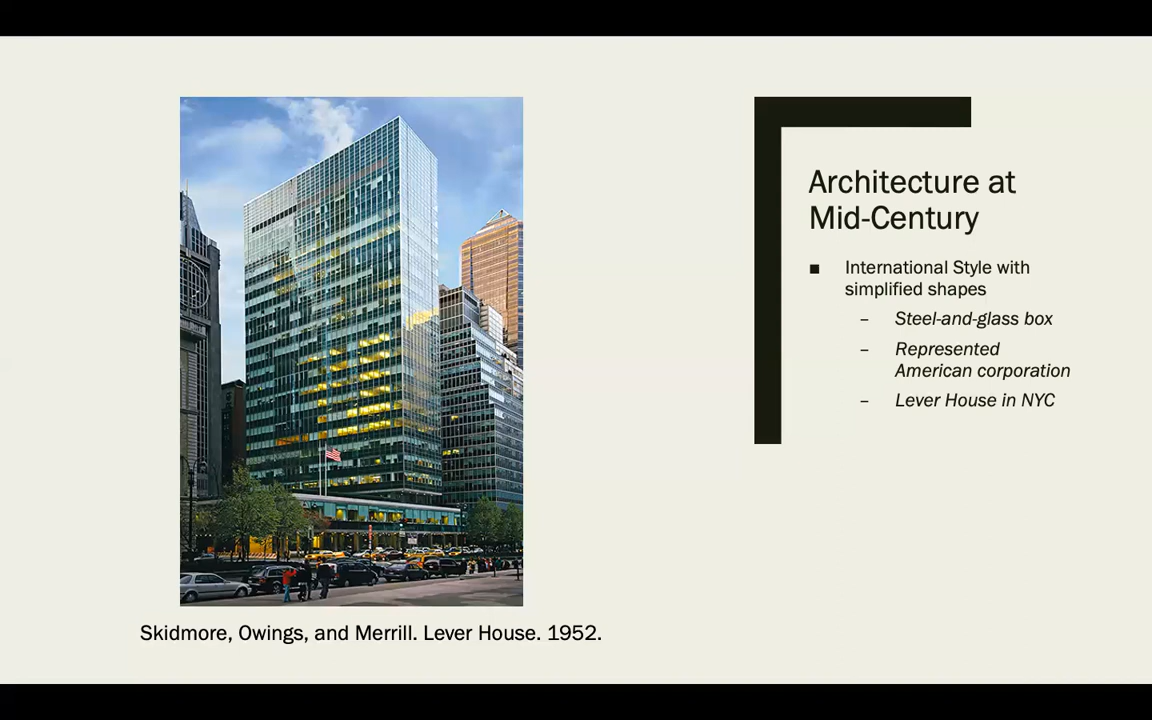 Architecture at
Mid-Century
■ International Style with
simplified shapes
– Steel-and-glass box
– Represented
American corporation
– Lever House in NYC
Skidmore, Owings, and Merrill. Lever House. 1952.